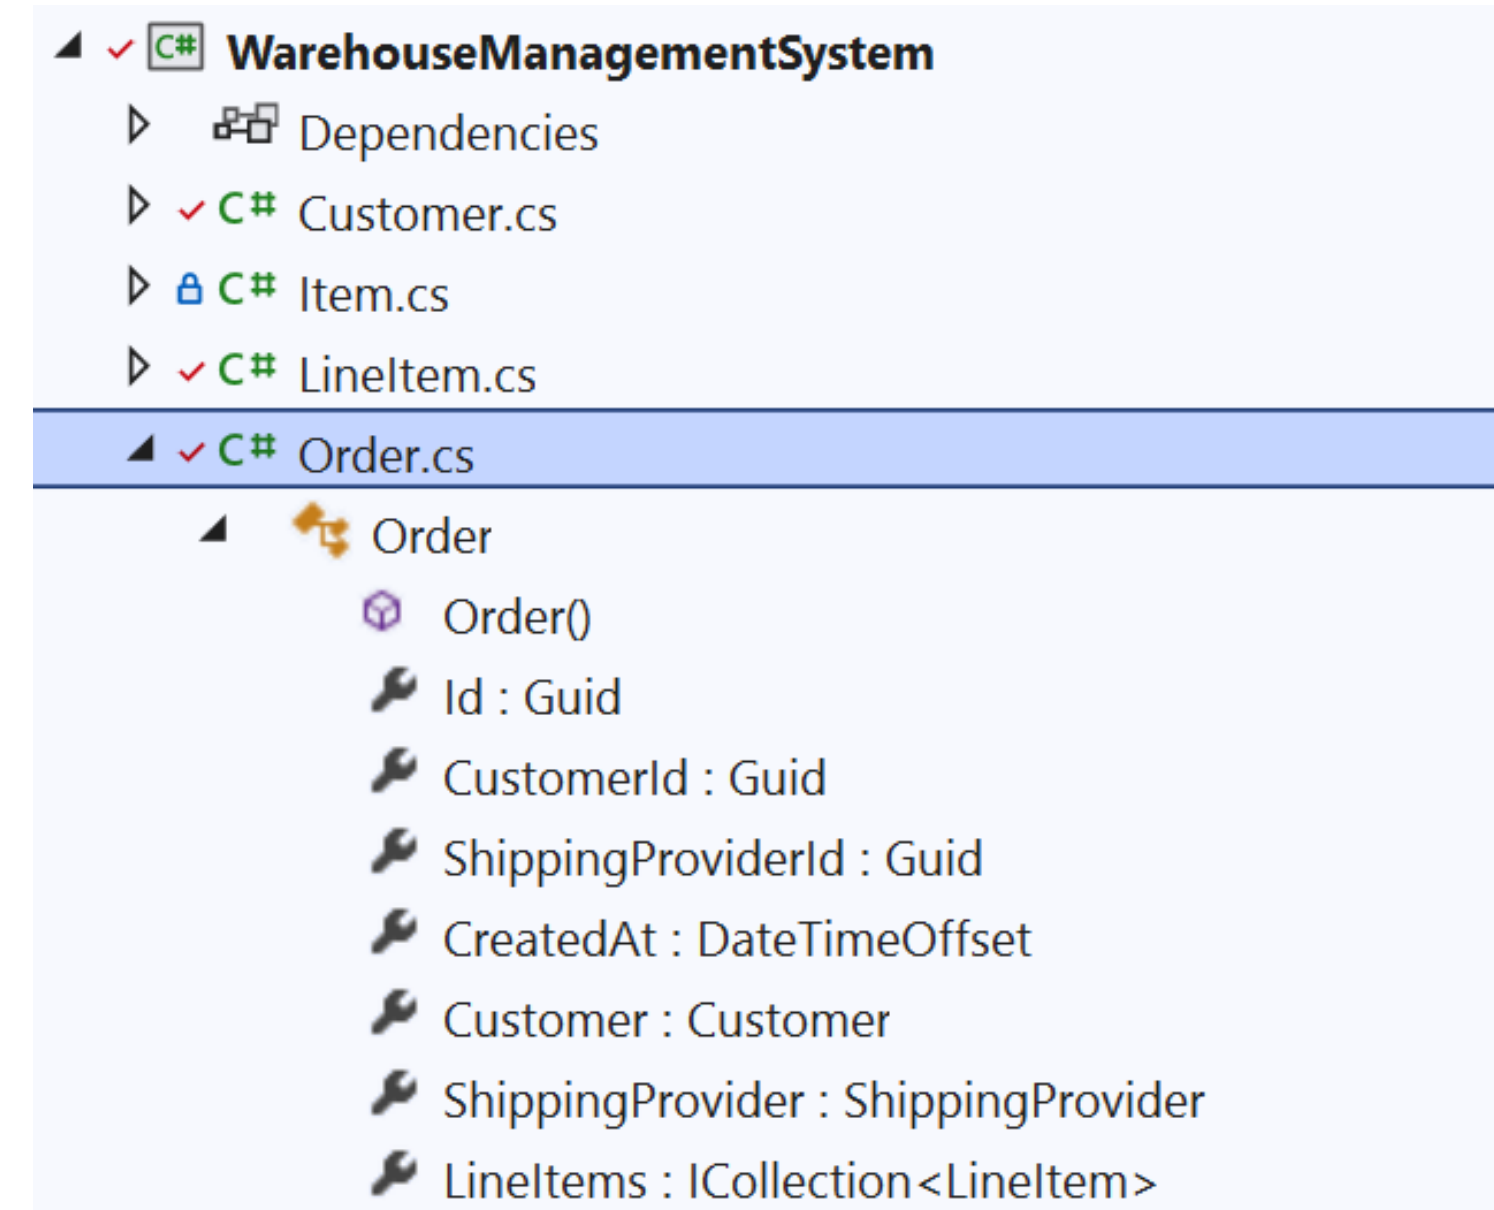 C# WarehouseManagementSystem
Dependencies
C# Customer.cs
C# Item.cs
C# LineItem.cs
C# Order.cs
Order
Order()
Id : Guid
CustomerId : Guid
ShippingProviderId : Guid
CreatedAt : DateTimeOffset
Customer : Customer
ShippingProvider : ShippingProvider
LineItems : ICollection<LineItem>